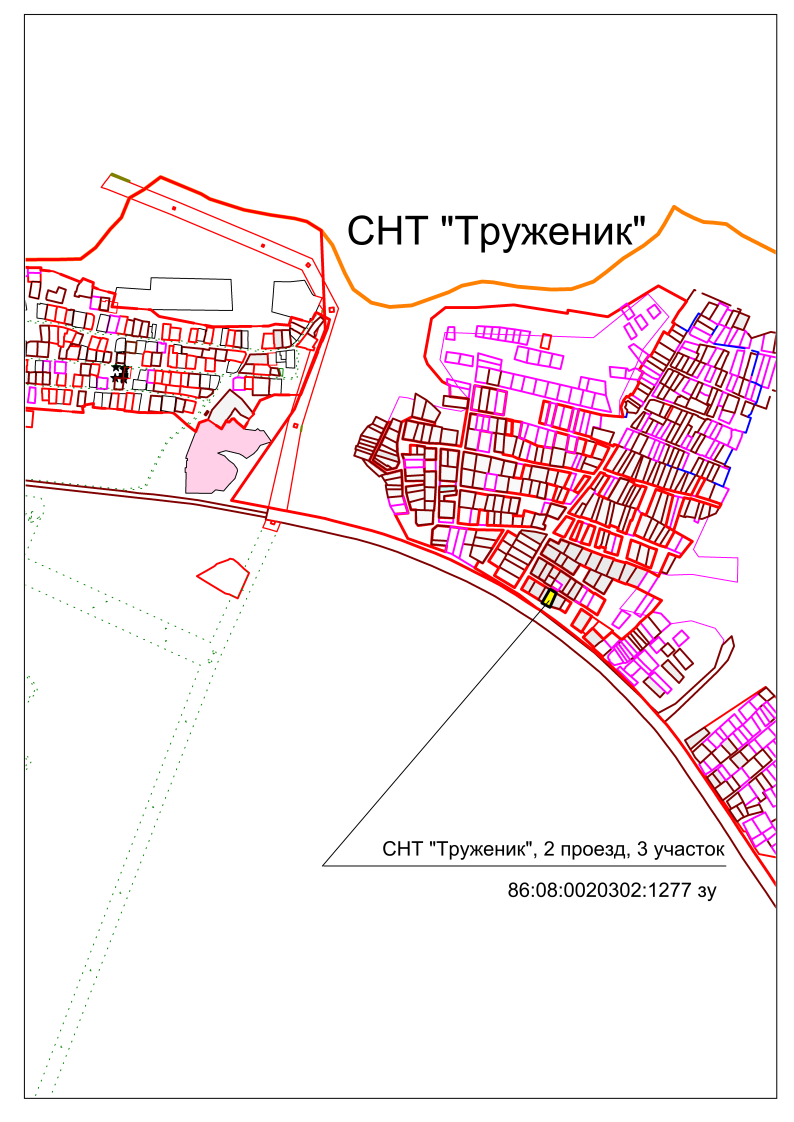 СНТ "Труженик"
СНТ "Труженик", 2 проезд, 3 участок
86:08:0020302:1277 зу